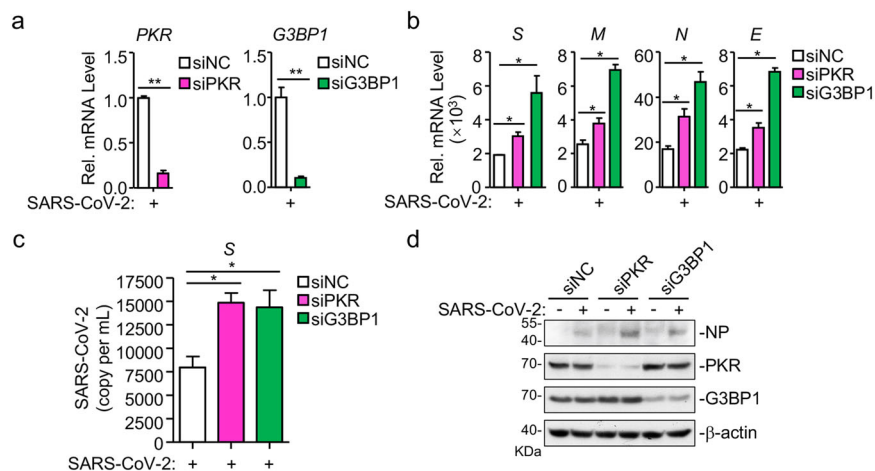 a
PKR
siNC
siPKR
Rel. mRNA Level
1.5
1.0
0.5
0.0
**
G3BP1
siNC
siG3BP1
1.5
1.0
0.5
0.0
**
SARS-CoV-2: + +
b
S M N E
siNC
siPKR
siG3BP1
Rel. mRNA Level
(×10³)
8
6
4
2
0
* *
8
6
4
2
0
* *
60
40
20
0
* *
8
6
4
2
0
* *
SARS-CoV-2: + + + +
c
S
siNC
siPKR
siG3BP1
SARS-CoV-2
(copy per mL)
17500
15000
12500
10000
7500
5000
2500
0
*
*
SARS-CoV-2: + + +
d
siNC siPKR siG3BP1
SARS-CoV-2: - + - + - +
55-
40-
-NP
70-
-PKR
70-
-G3BP1
40-
-β-actin
KDa